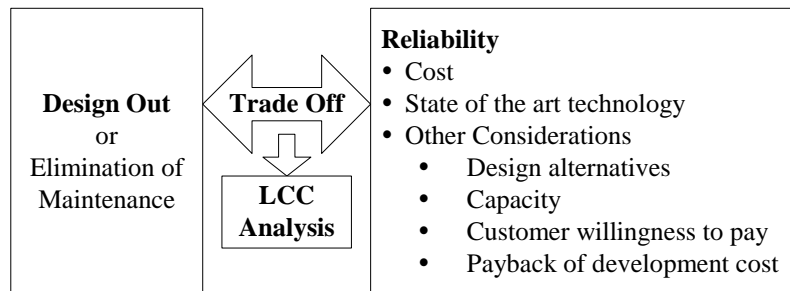 Design Out
or
Elimination of
Maintenance
Trade Off
LCC
Analysis
Reliability
• Cost
• State of the art technology
• Other Considerations
• Design alternatives
• Capacity
• Customer willingness to pay
• Payback of development cost